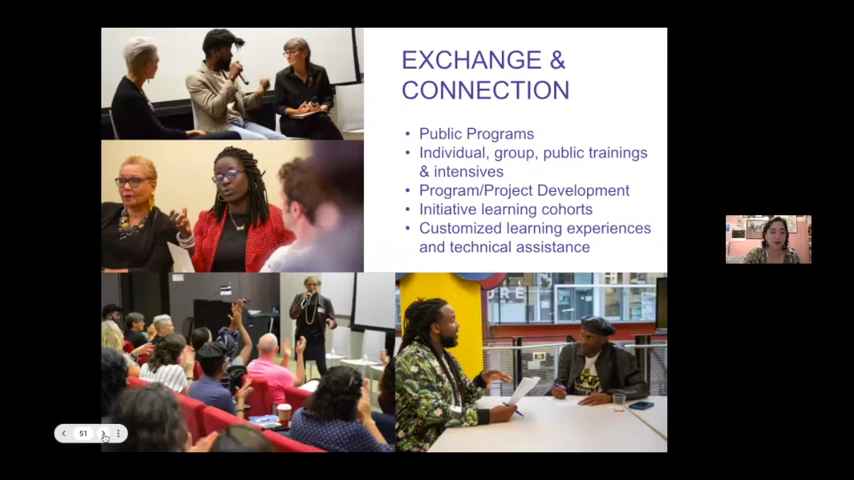 EXCHANGE &
CONNECTION
• Public Programs
• Individual, group, public trainings
& intensives
• Program/Project Development
• Initiative learning cohorts
• Customized learning experiences
and technical assistance
51